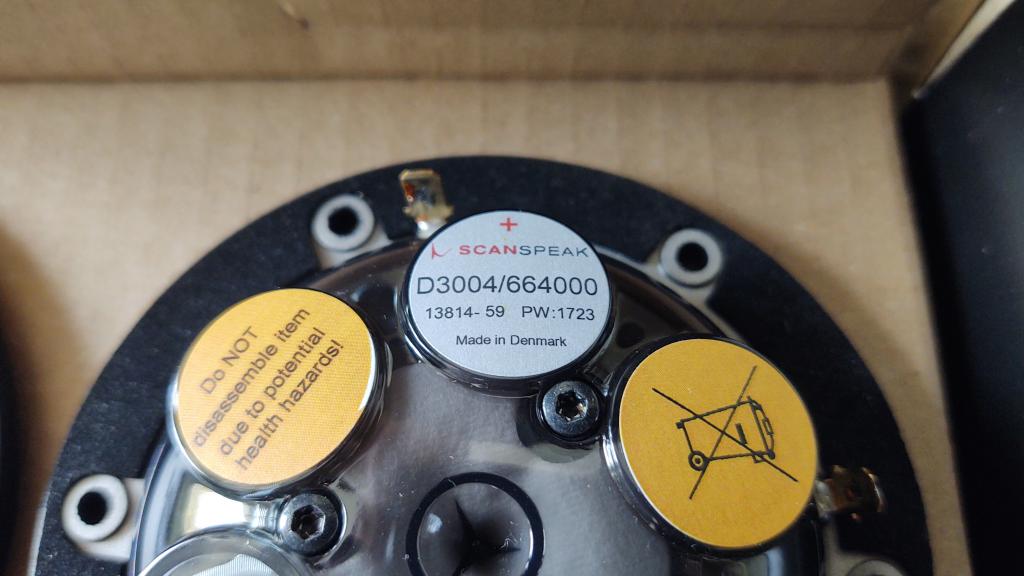 +
SCANSPEAK
D3004/664000
13814- 59 PW:1723
Made in Denmark
Do NOT
disassemble item
due to potential
health hazards!